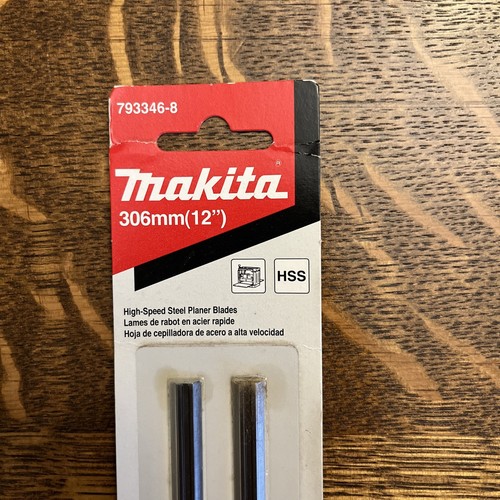 793346-8
makita
306mm(12")
HSS
High-Speed Steel Planer Blades
Lames de rabot en acier rapide
Hoja de cepilladora de acero a alta velocidad